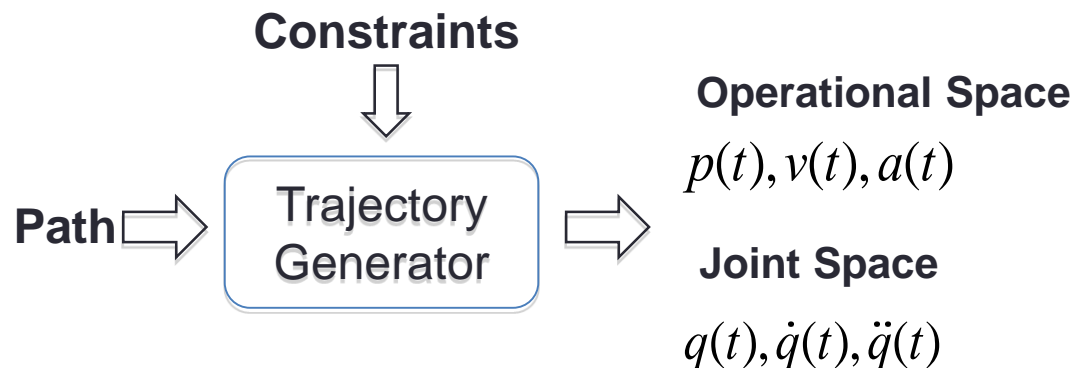 Constraints
Operational Space
p(t), v(t), a(t)
Path
Trajectory
Generator
Joint Space
q(t), q̇(t), q̈(t)